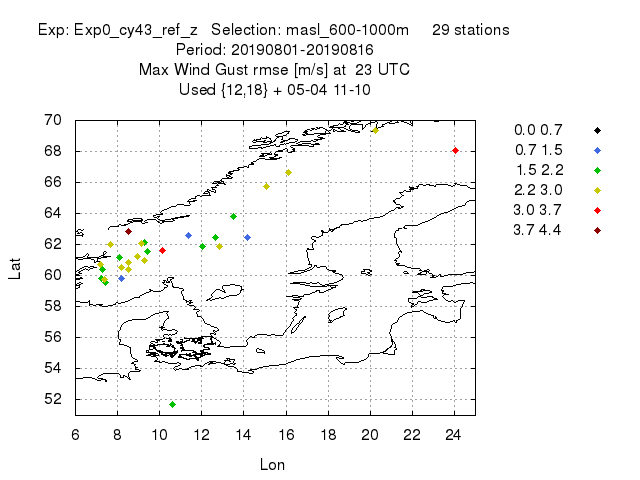 Exp: Exp0_cy43_ref_z   Selection: masl_600-1000m     29 stations
Period: 20190801-20190816
Max Wind Gust rmse [m/s] at  23 UTC
Used {12,18} + 05-04 11-10
70
68
66
64
62
60
58
56
54
52
Lat
6 8 10 12 14 16 18 20 22 24
Lon
0.0 0.7
0.7 1.5
1.5 2.2
2.2 3.0
3.0 3.7
3.7 4.4